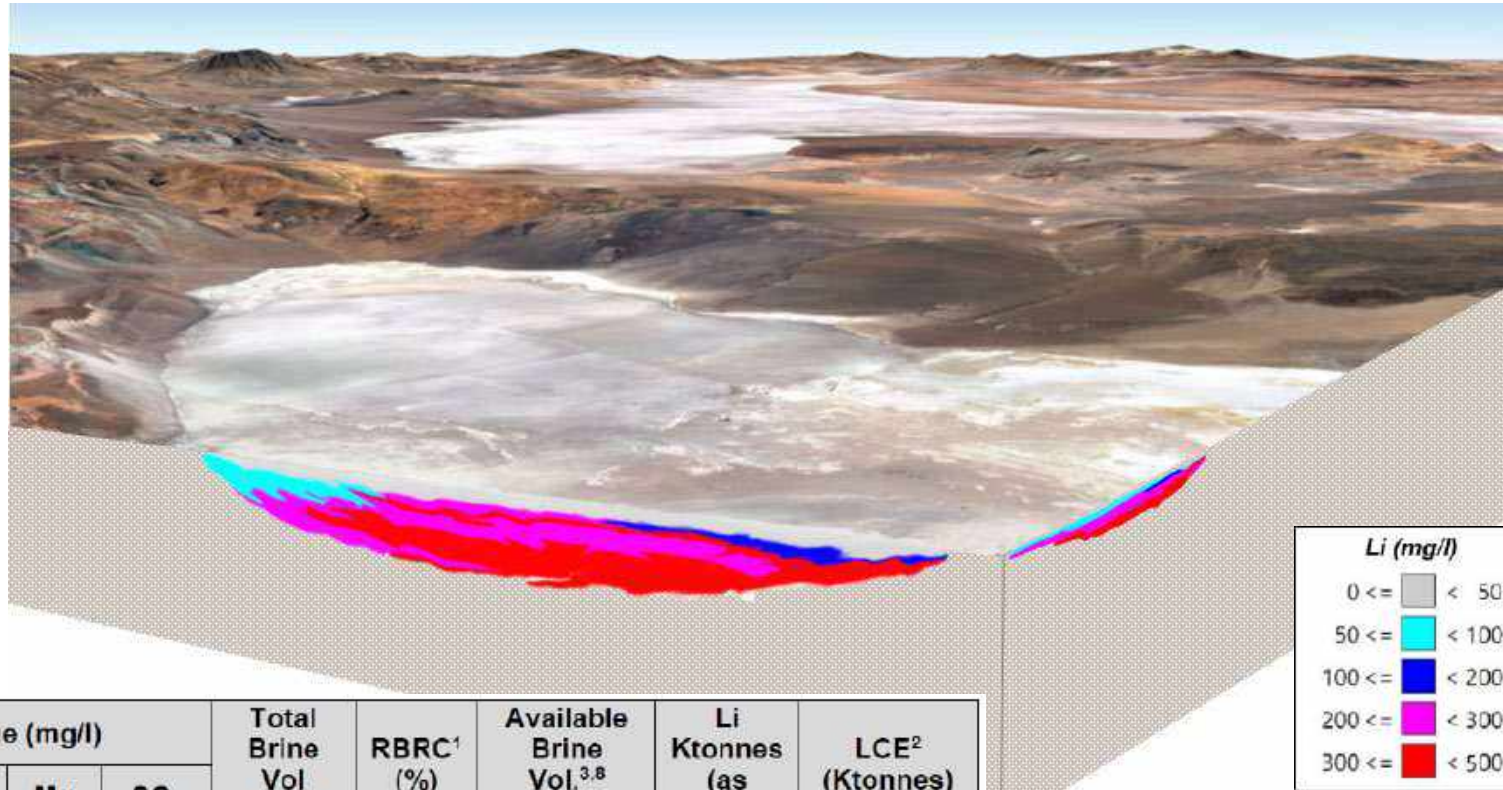 Li (mg/l)
0 <= < 50
50 <= < 100
100 <= < 200
200 <= < 300
300 <= < 500
e (mg/l)
Total
Brine
Vol
RBRC¹
(%)
Available
Brine
Vol.³,⁸
Li
Ktonnes
(as
LCE²
(Ktonnes)